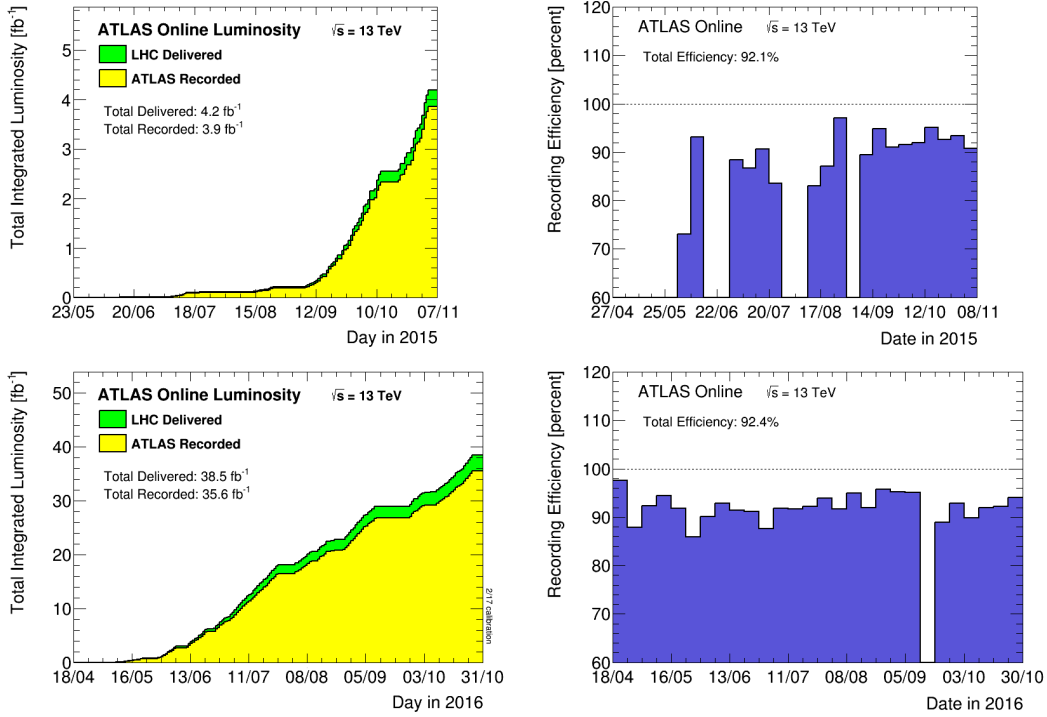 Total Integrated Luminosity [fb⁻¹]
ATLAS Online Luminosity √s = 13 TeV
LHC Delivered
ATLAS Recorded
Total Delivered: 4.2 fb⁻¹
Total Recorded: 3.9 fb⁻¹
5
4
3
2
1
0
23/05 20/06 18/07 15/08 12/09 10/10 07/11
Day in 2015
Recording Efficiency [percent]
ATLAS Online √s = 13 TeV
Total Efficiency: 92.1%
120
110
100
90
80
70
60
27/04 25/05 22/06 20/07 17/08 14/09 12/10 08/11
Date in 2015
Total Integrated Luminosity [fb⁻¹]
ATLAS Online Luminosity √s = 13 TeV
LHC Delivered
ATLAS Recorded
Total Delivered: 38.5 fb⁻¹
Total Recorded: 35.6 fb⁻¹
50
40
30
20
10
0
2/17 calibration
18/04 16/05 13/06 11/07 08/08 05/09 03/10 31/10
Day in 2016
Recording Efficiency [percent]
ATLAS Online √s = 13 TeV
Total Efficiency: 92.4%
120
110
100
90
80
70
60
18/04 16/05 13/06 11/07 08/08 05/09 03/10 30/10
Date in 2016